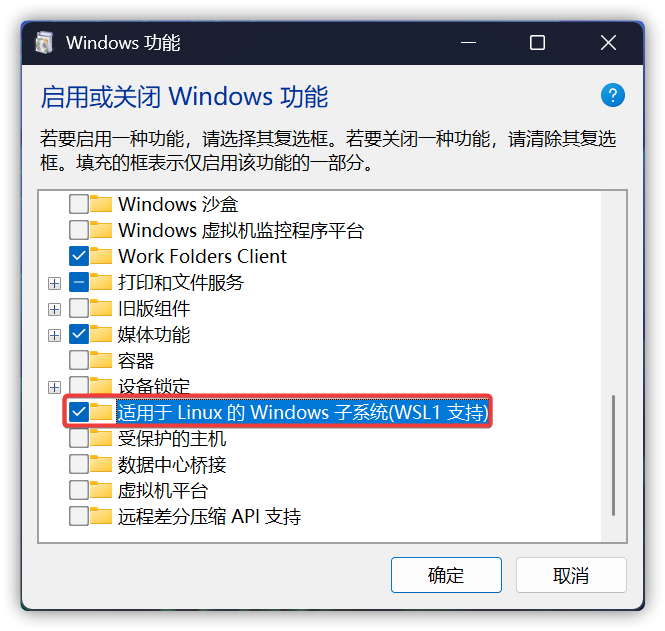 Windows 功能
启用或关闭 Windows 功能
?
若要启用一种功能，请选择其复选框。若要关闭一种功能，请清除其复选
框。填充的框表示仅启用该功能的一部分。
Windows 沙盒
Windows 虚拟机监控程序平台
Work Folders Client
打印和文件服务
旧版组件
媒体功能
容器
设备锁定
适用于 Linux 的 Windows 子系统(WSL1 支持)
受保护的主机
数据中心桥接
虚拟机平台
远程差分压缩 API 支持
确定
取消